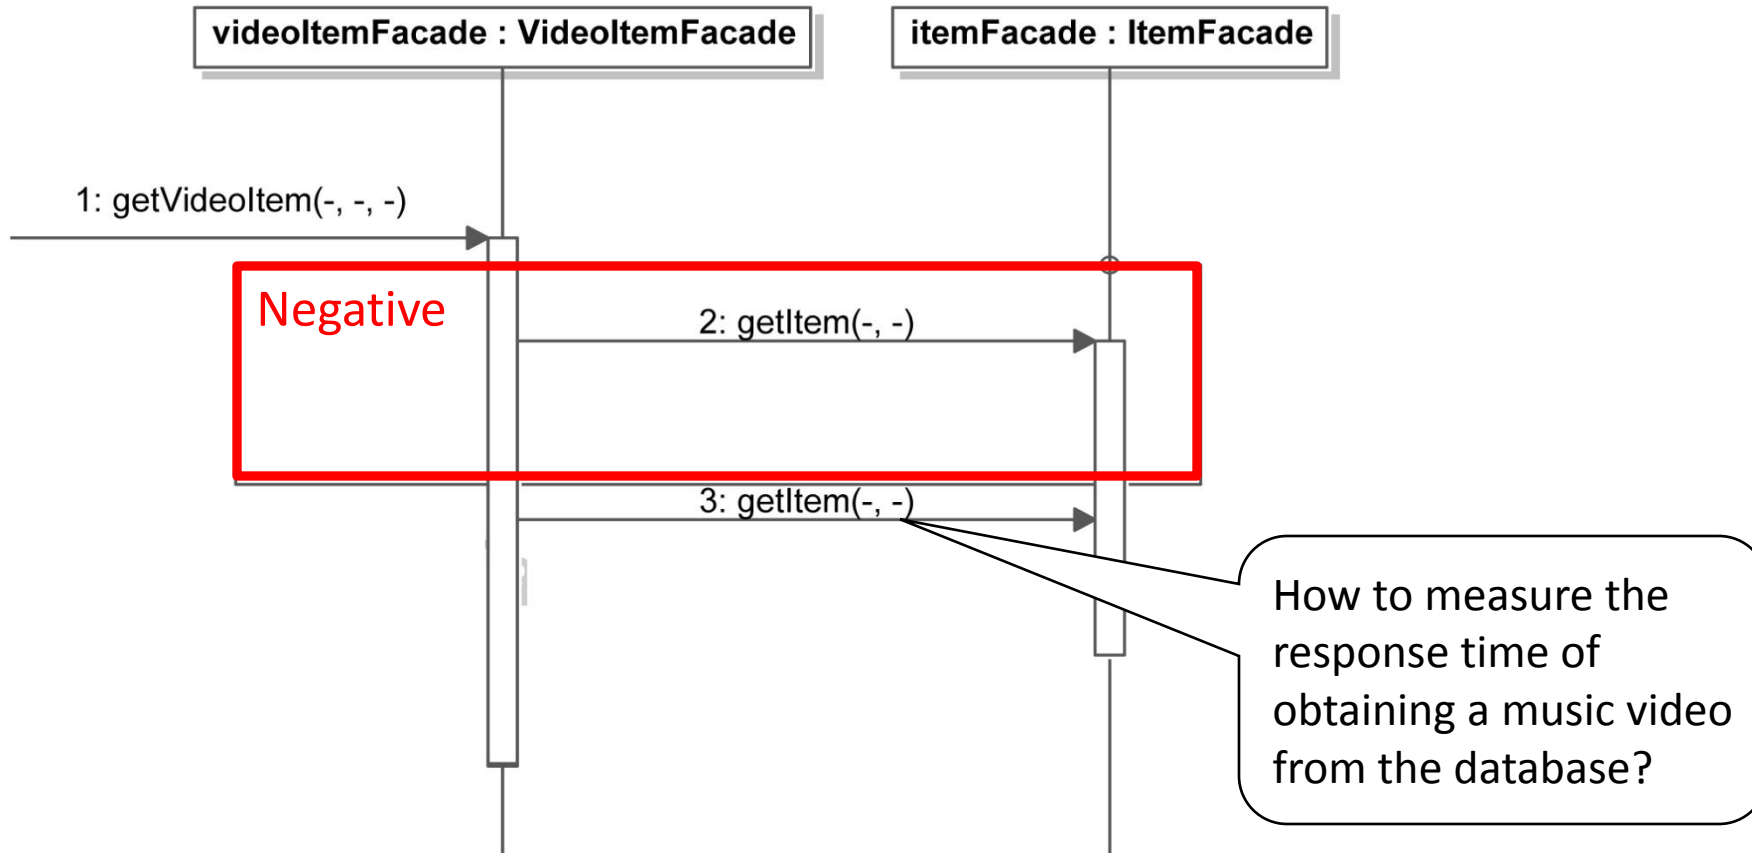 videoItemFacade : VideoItemFacade
itemFacade : ItemFacade
1: getVideoItem(-, -, -)
Negative
2: getItem(-, -)
3: getItem(-, -)
How to measure the
response time of
obtaining a music video
from the database?